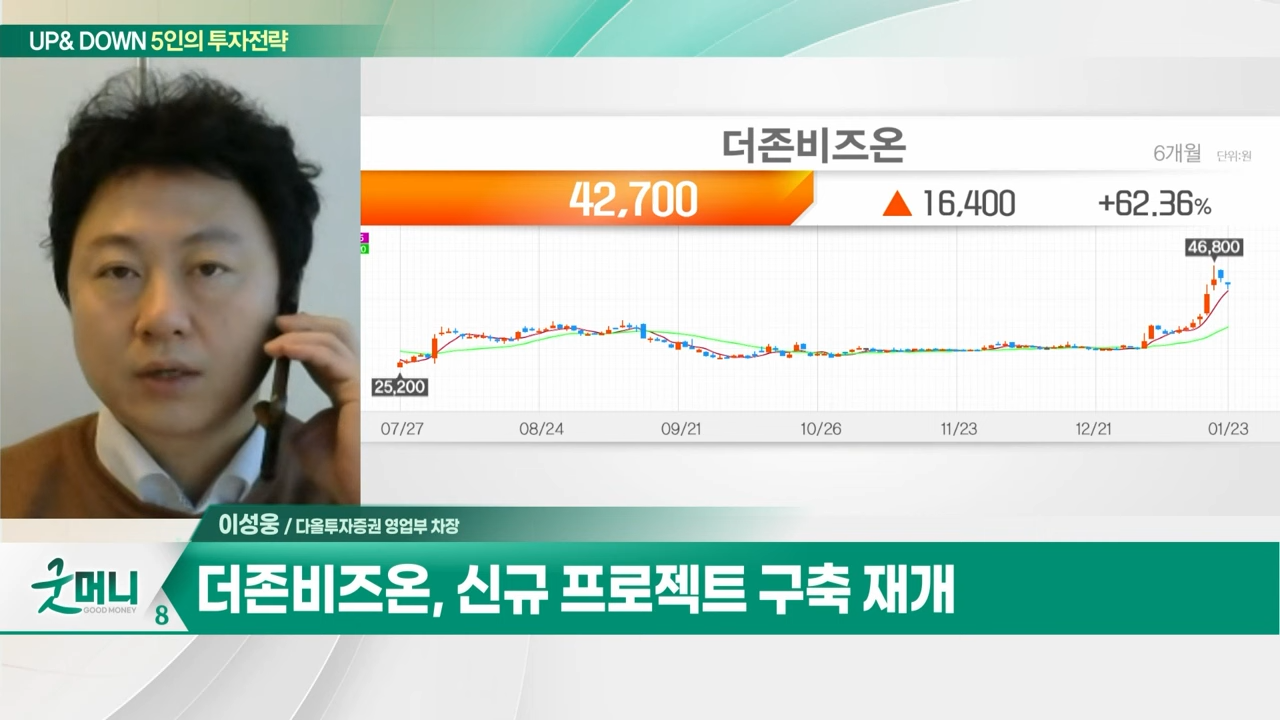 UP& DOWN 5인의 투자전략
더존비즈온
6개월 단위:원
42,700 ▲ 16,400 +62.36%
46,800
25,200
07/27 08/24 09/21 10/26 11/23 12/21 01/23
이성웅 / 다올투자증권 영업부 차장
굿머니
GOOD MONEY
8
더존비즈온, 신규 프로젝트 구축 재개